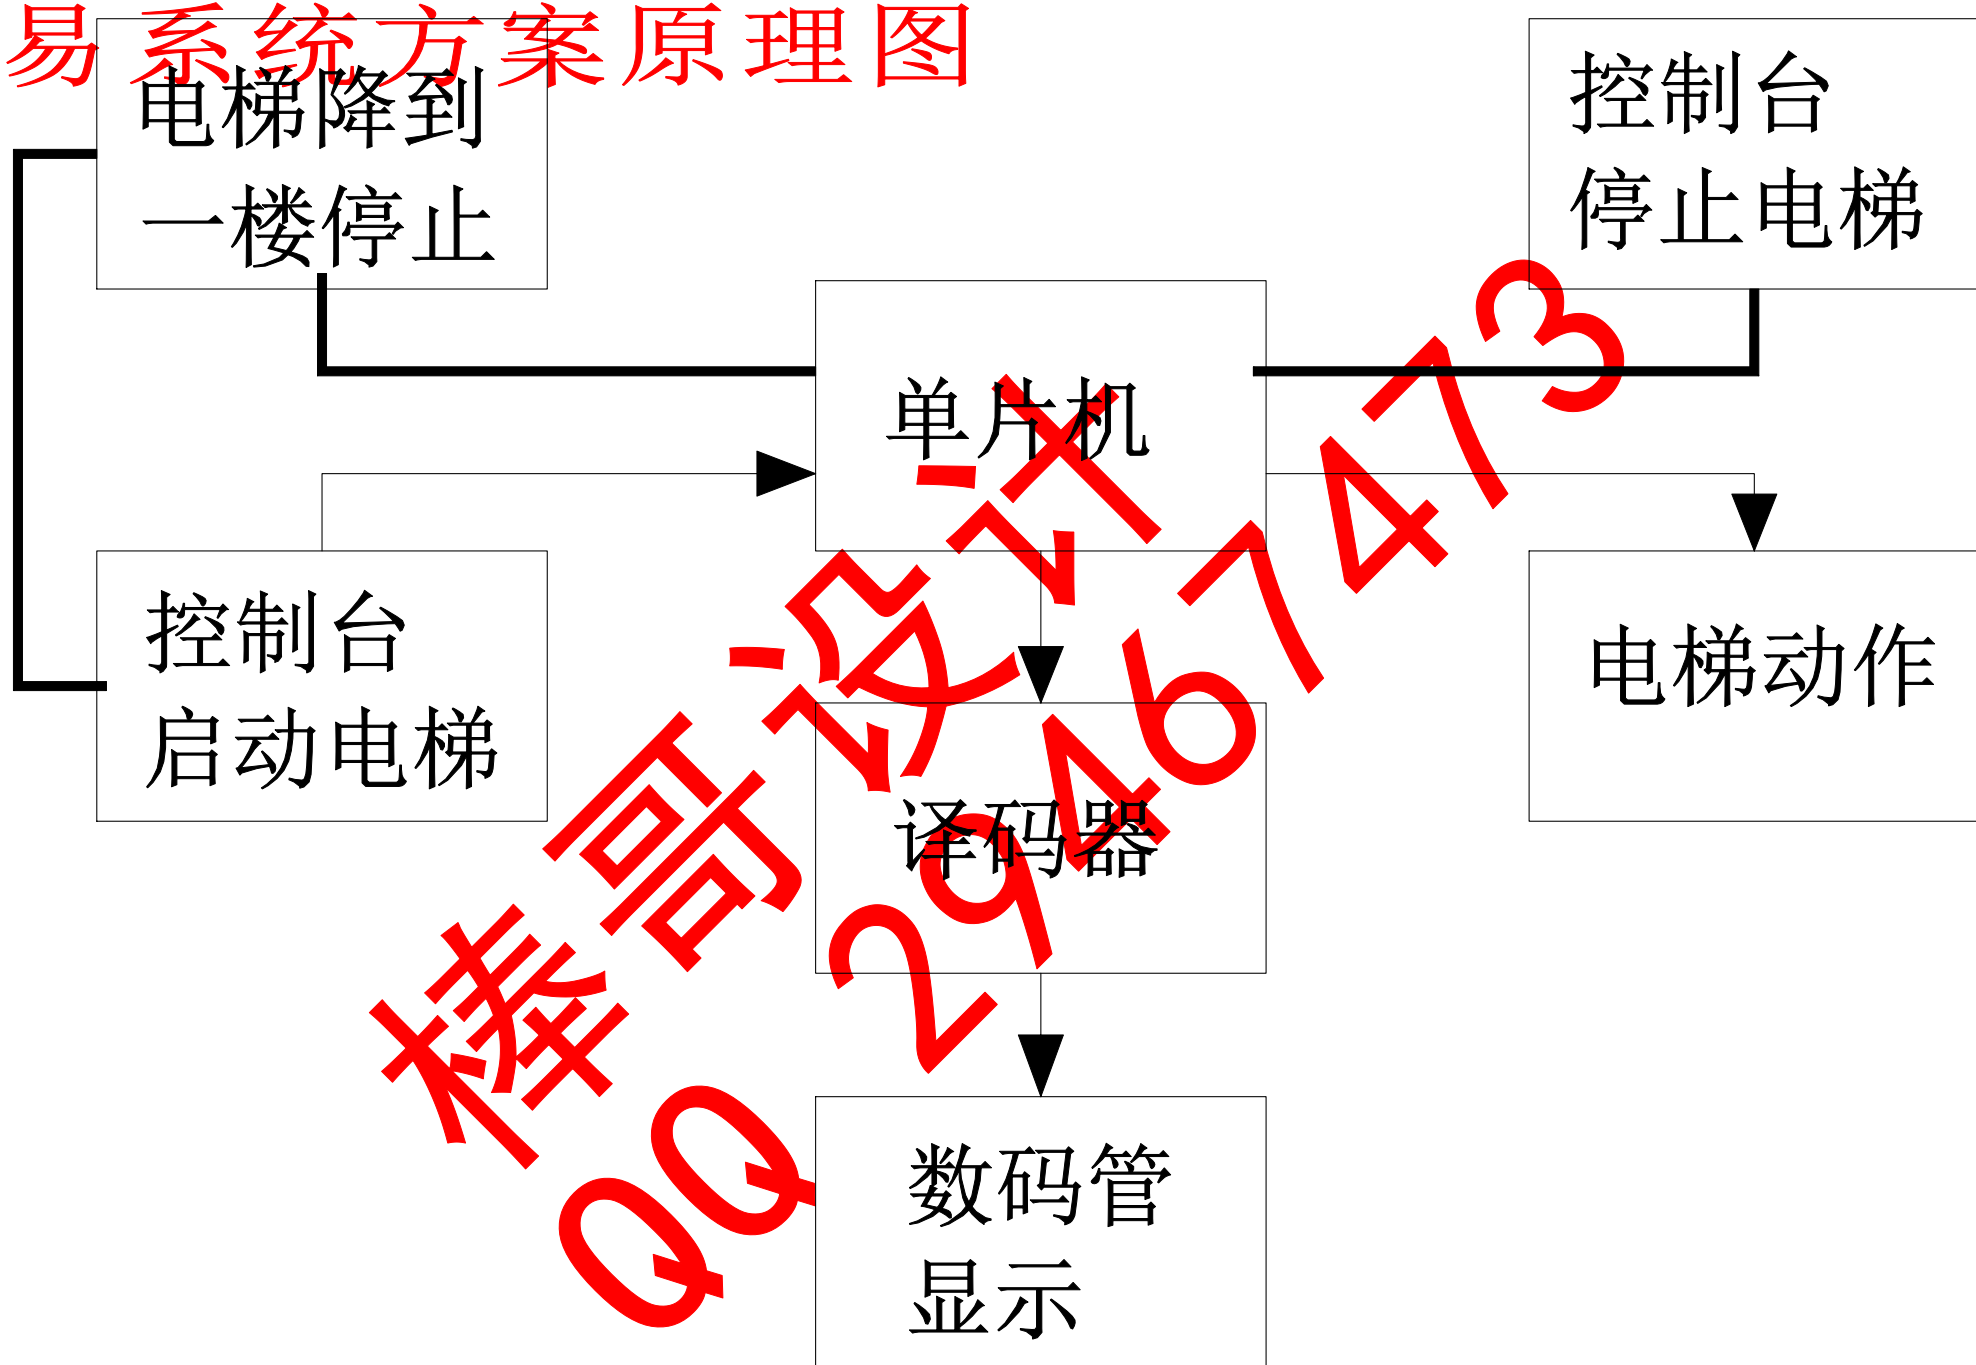 易系统方案原理图
电梯降到
一楼停止
控制台
停止电梯
单片机
控制台
启动电梯
电梯动作
译码器
数码管
显示
棒哥设计
QQ 29467473